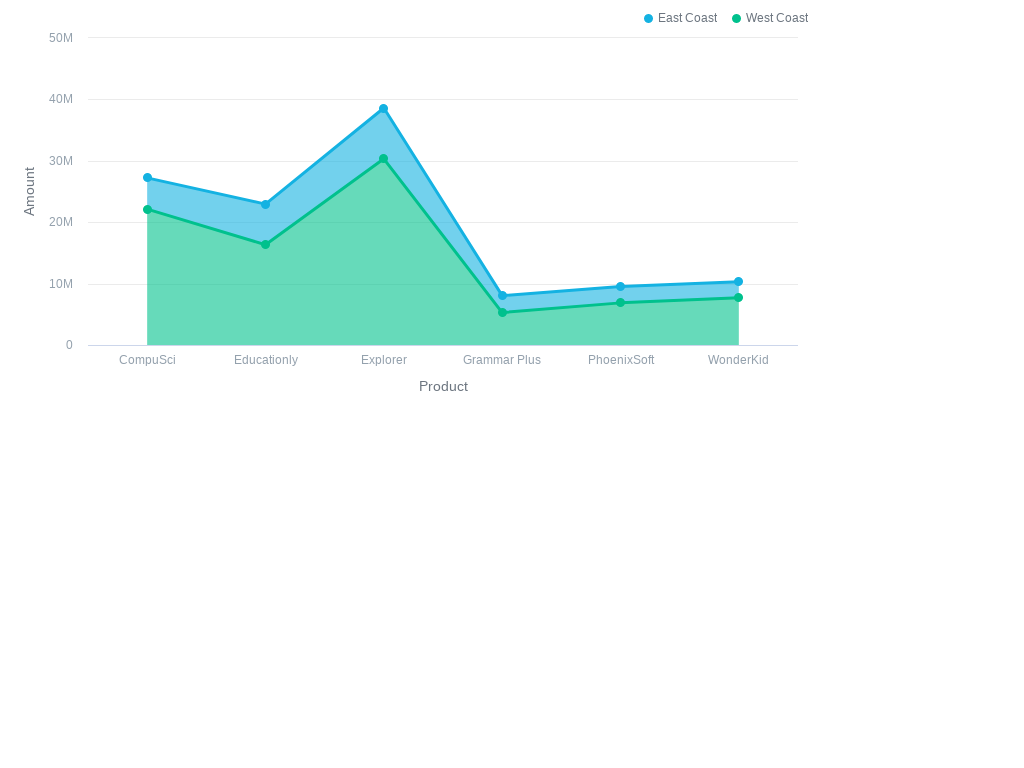 East Coast West Coast
50M
40M
30M
20M
10M
0
Amount
CompuSci Educationly Explorer Grammar Plus PhoenixSoft WonderKid
Product